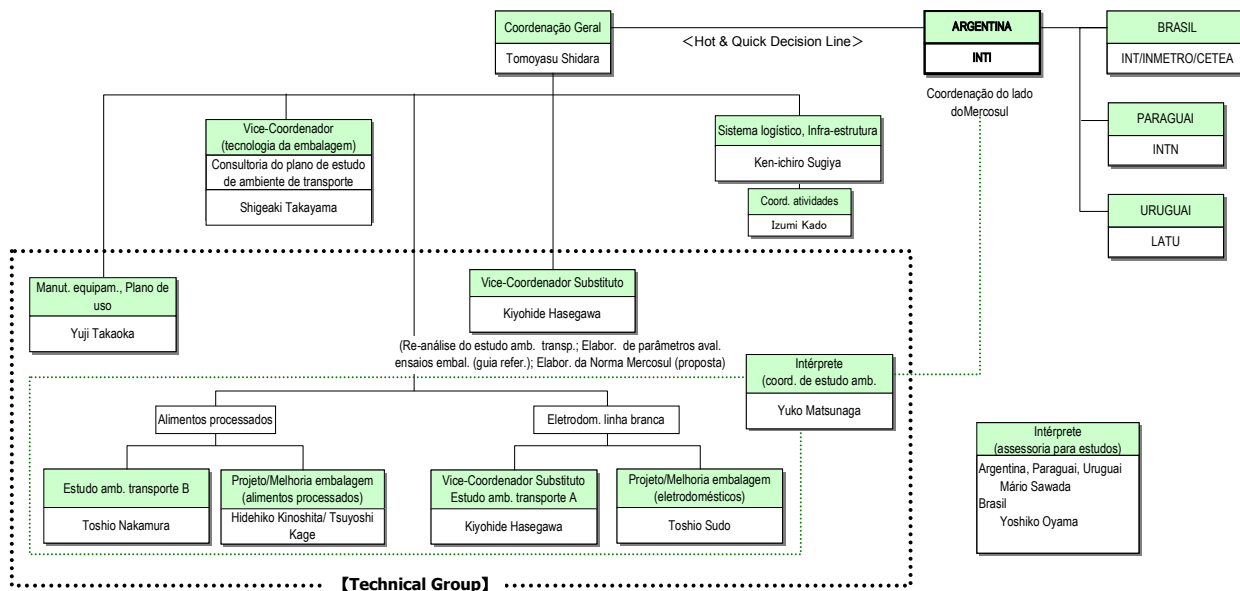 Coordenação Geral
Tomoyasu Shidara
＜Hot & Quick Decision Line＞
ARGENTINA
INTI
Coordenação do lado
doMercosul
BRASIL
INT/INMETRO/CETEA
PARAGUAI
INTN
URUGUAI
LATU
Vice-Coordenador
(tecnologia da embalagem)
Consultoria do plano de estudo
de ambiente de transporte
Shigeaki Takayama
Sistema logístico, Infra-estrutura
Ken-ichiro Sugiya
Coord. atividades
Izumi Kado
Manut. equipam., Plano de
uso
Yuji Takaoka
Vice-Coordenador Substituto
Kiyohide Hasegawa
(Re-análise do estudo amb. transp.; Elabor. de parâmetros aval.
ensaios embal. (guia refer.); Elabor. da Norma Mercosul (proposta)
Intérprete
(coord. de estudo amb.
Yuko Matsunaga
Alimentos processados
Eletrodom. linha branca
Estudo amb. transporte B
Toshio Nakamura
Projeto/Melhoria embalagem
(alimentos processados)
Hidehiko Kinoshita/ Tsuyoshi
Kage
Vice-Coordenador Substituto
Estudo amb. transporte A
Kiyohide Hasegawa
Projeto/Melhoria embalagem
(eletrodomésticos)
Toshio Sudo
Intérprete
(assessoria para estudos)
Argentina, Paraguai, Uruguai
Mário Sawada
Brasil
Yoshiko Oyama
【Technical Group】